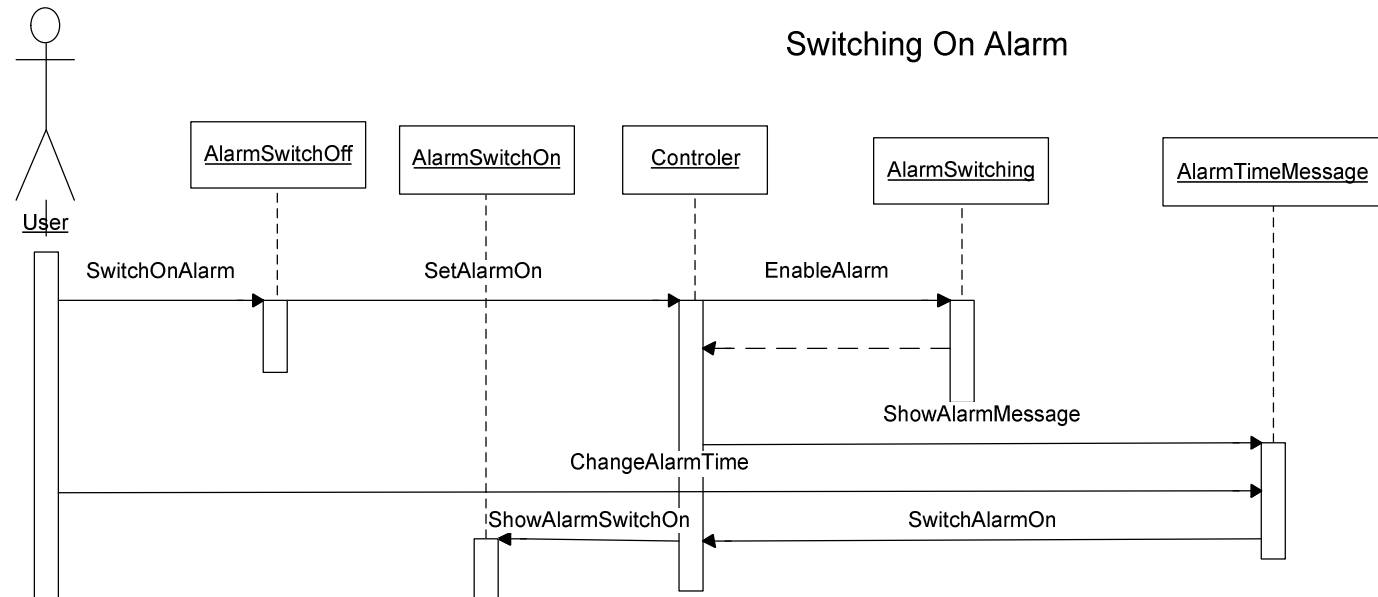 Switching On Alarm
AlarmSwitchOff
AlarmSwitchOn
Controler
AlarmSwitching
AlarmTimeMessage
User
SwitchOnAlarm
SetAlarmOn
EnableAlarm
ShowAlarmMessage
ChangeAlarmTime
ShowAlarmSwitchOn
SwitchAlarmOn